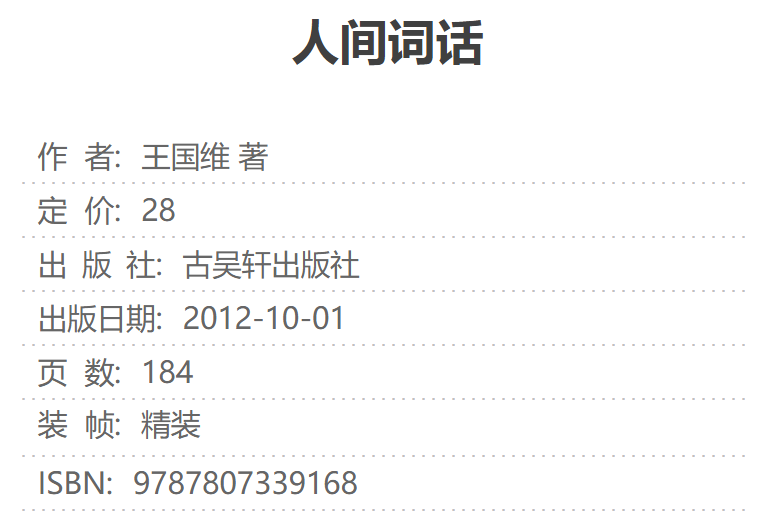 人间词话
作 者: 王国维 著
定 价: 28
出 版 社: 古吴轩出版社
出版日期: 2012-10-01
页 数: 184
装 帧: 精装
ISBN: 9787807339168